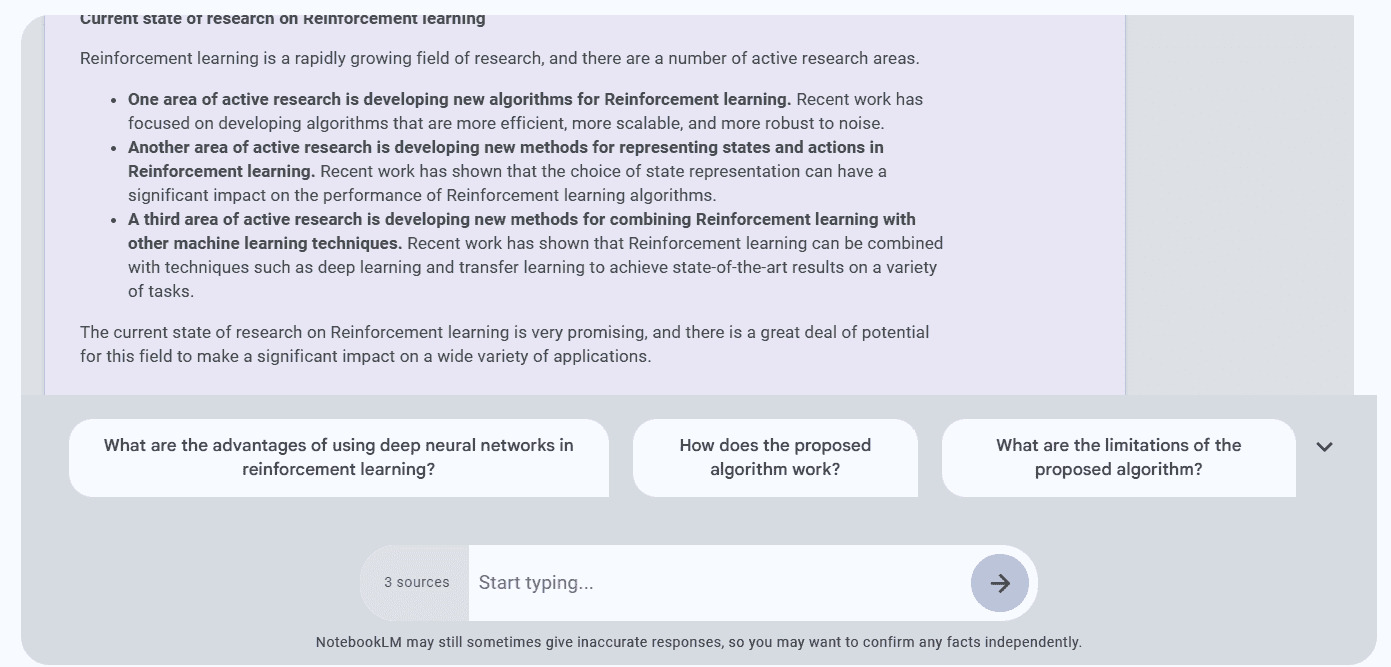 Current state of research on Reinforcement learning
Reinforcement learning is a rapidly growing field of research, and there are a number of active research areas.
• One area of active research is developing new algorithms for Reinforcement learning. Recent work has
focused on developing algorithms that are more efficient, more scalable, and more robust to noise.
• Another area of active research is developing new methods for representing states and actions in
Reinforcement learning. Recent work has shown that the choice of state representation can have a
significant impact on the performance of Reinforcement learning algorithms.
• A third area of active research is developing new methods for combining Reinforcement learning with
other machine learning techniques. Recent work has shown that Reinforcement learning can be combined
with techniques such as deep learning and transfer learning to achieve state-of-the-art results on a variety
of tasks.
The current state of research on Reinforcement learning is very promising, and there is a great deal of potential
for this field to make a significant impact on a wide variety of applications.
What are the advantages of using deep neural networks in
reinforcement learning?
How does the proposed
algorithm work?
What are the limitations of the
proposed algorithm?
3 sources
Start typing...
NotebookLM may still sometimes give inaccurate responses, so you may want to confirm any facts independently.